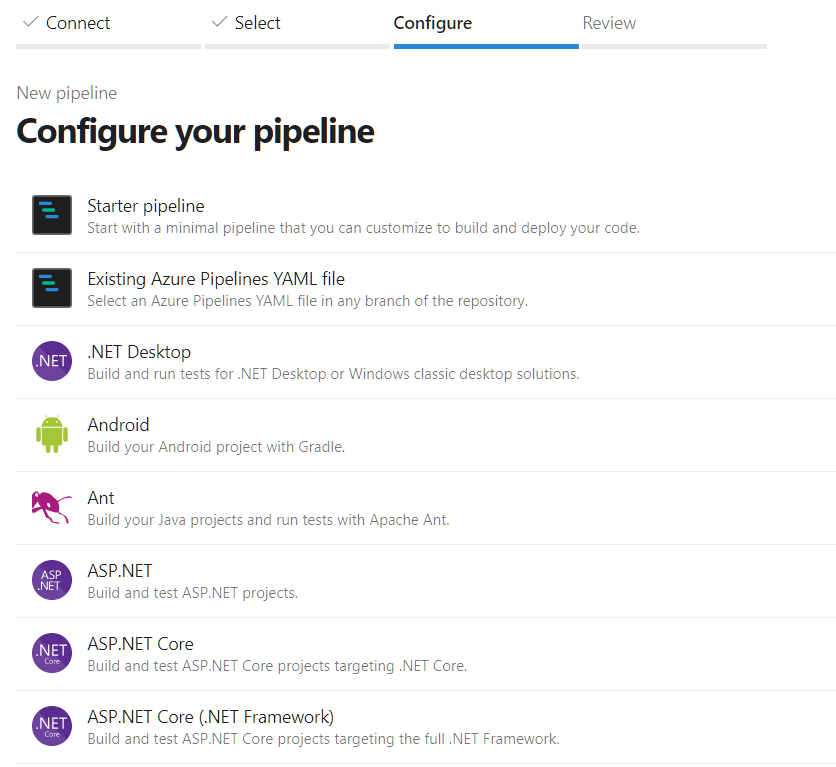 Connect
Select
Configure
Review
New pipeline
Configure your pipeline
Starter pipeline
Start with a minimal pipeline that you can customize to build and deploy your code.
Existing Azure Pipelines YAML file
Select an Azure Pipelines YAML file in any branch of the repository.
.NET
.NET Desktop
Build and run tests for .NET Desktop or Windows classic desktop solutions.
Android
Build your Android project with Gradle.
Ant
Build your Java projects and run tests with Apache Ant.
ASP
.NET
ASP.NET
Build and test ASP.NET projects.
.NET
Core
ASP.NET Core
Build and test ASP.NET Core projects targeting .NET Core.
.NET
Core
ASP.NET Core (.NET Framework)
Build and test ASP.NET Core projects targeting the full .NET Framework.